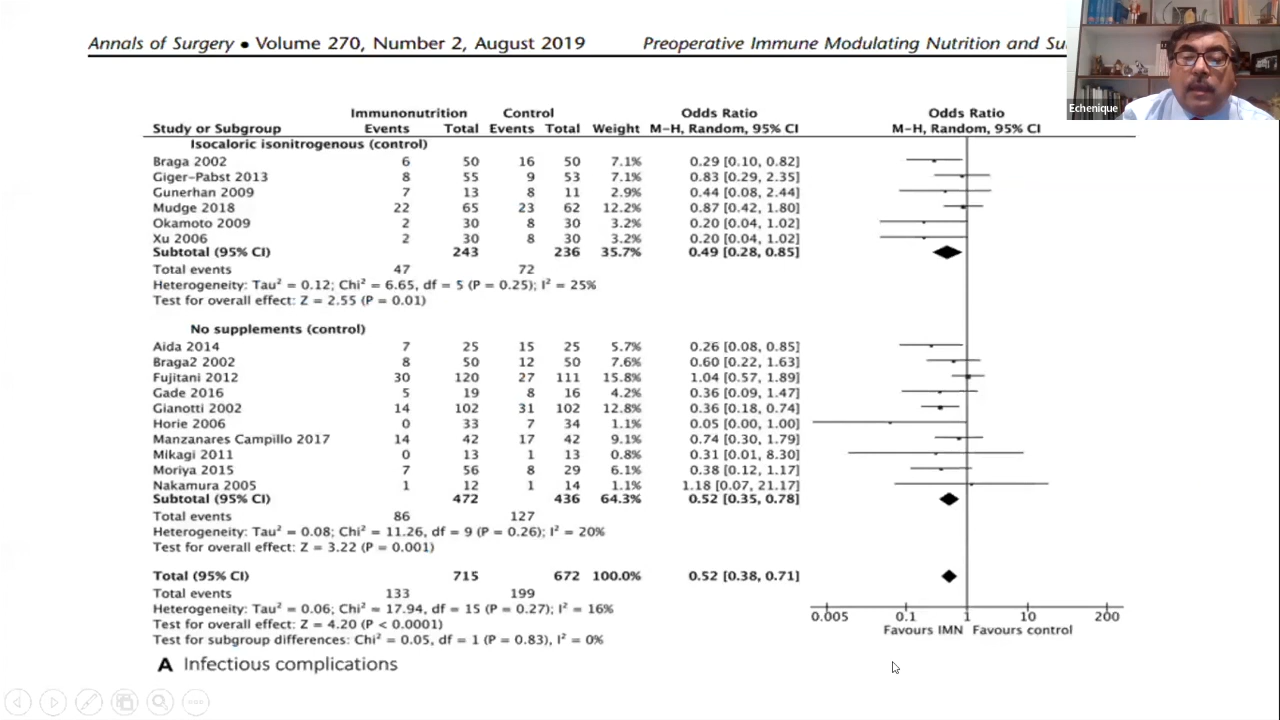 Annals of Surgery • Volume 270, Number 2, August 2019 Preoperative Immune Modulating Nutrition and
Echenique
Immunonutrition Control Odds Ratio Odds Ratio
Study or Subgroup Events Total Events Total Weight M-H, Random, 95% CI M-H, Random, 95% CI
Isocaloric isonitrogenous (control)
Braga 2002 6 50 16 50 7.1% 0.29 [0.10, 0.82]
Giger-Pabst 2013 8 55 9 53 7.1% 0.83 [0.29, 2.35]
Gunerhan 2009 7 13 8 11 2.9% 0.44 [0.08, 2.44]
Mudge 2018 22 65 23 62 12.2% 0.87 [0.42, 1.80]
Okamoto 2009 2 30 8 30 3.2% 0.20 [0.04, 1.02]
Xu 2006 2 30 8 30 3.2% 0.20 [0.04, 1.02]
Subtotal (95% CI) 243 236 35.7% 0.49 [0.28, 0.85]
Total events 47 72
Heterogeneity: Tau² = 0.12; Chi² = 6.65, df = 5 (P = 0.25); I² = 25%
Test for overall effect: Z = 2.55 (P = 0.01)
No supplements (control)
Aida 2014 7 25 15 25 5.7% 0.26 [0.08, 0.85]
Braga2 2002 8 50 12 50 7.6% 0.60 [0.22, 1.63]
Fujitani 2012 30 120 27 111 15.8% 1.04 [0.57, 1.89]
Gade 2016 5 19 8 16 4.2% 0.36 [0.09, 1.47]
Gianotti 2002 14 102 31 102 12.8% 0.36 [0.18, 0.74]
Horie 2006 0 33 7 34 1.1% 0.05 [0.00, 1.00]
Manzanares Campillo 2017 14 42 17 42 9.1% 0.74 [0.30, 1.79]
Mikagi 2011 0 13 1 13 0.8% 0.31 [0.01, 8.30]
Moriya 2015 7 56 8 29 6.1% 0.38 [0.12, 1.17]
Nakamura 2005 1 12 1 14 1.1% 1.18 [0.07, 21.17]
Subtotal (95% CI) 472 436 64.3% 0.52 [0.35, 0.78]
Total events 86 127
Heterogeneity: Tau² = 0.08; Chi² = 11.26, df = 9 (P = 0.26); I² = 20%
Test for overall effect: Z = 3.22 (P = 0.001)
Total (95% CI) 715 672 100.0% 0.52 [0.38, 0.71]
Total events 133 199
Heterogeneity: Tau² = 0.06; Chi² = 17.94, df = 15 (P = 0.27); I² = 16%
Test for overall effect: Z = 4.20 (P < 0.0001)
Test for subgroup differences: Chi² = 0.05, df = 1 (P = 0.83), I² = 0%
0.005 0.1 1 10 200
Favours IMN Favours control
A Infectious complications